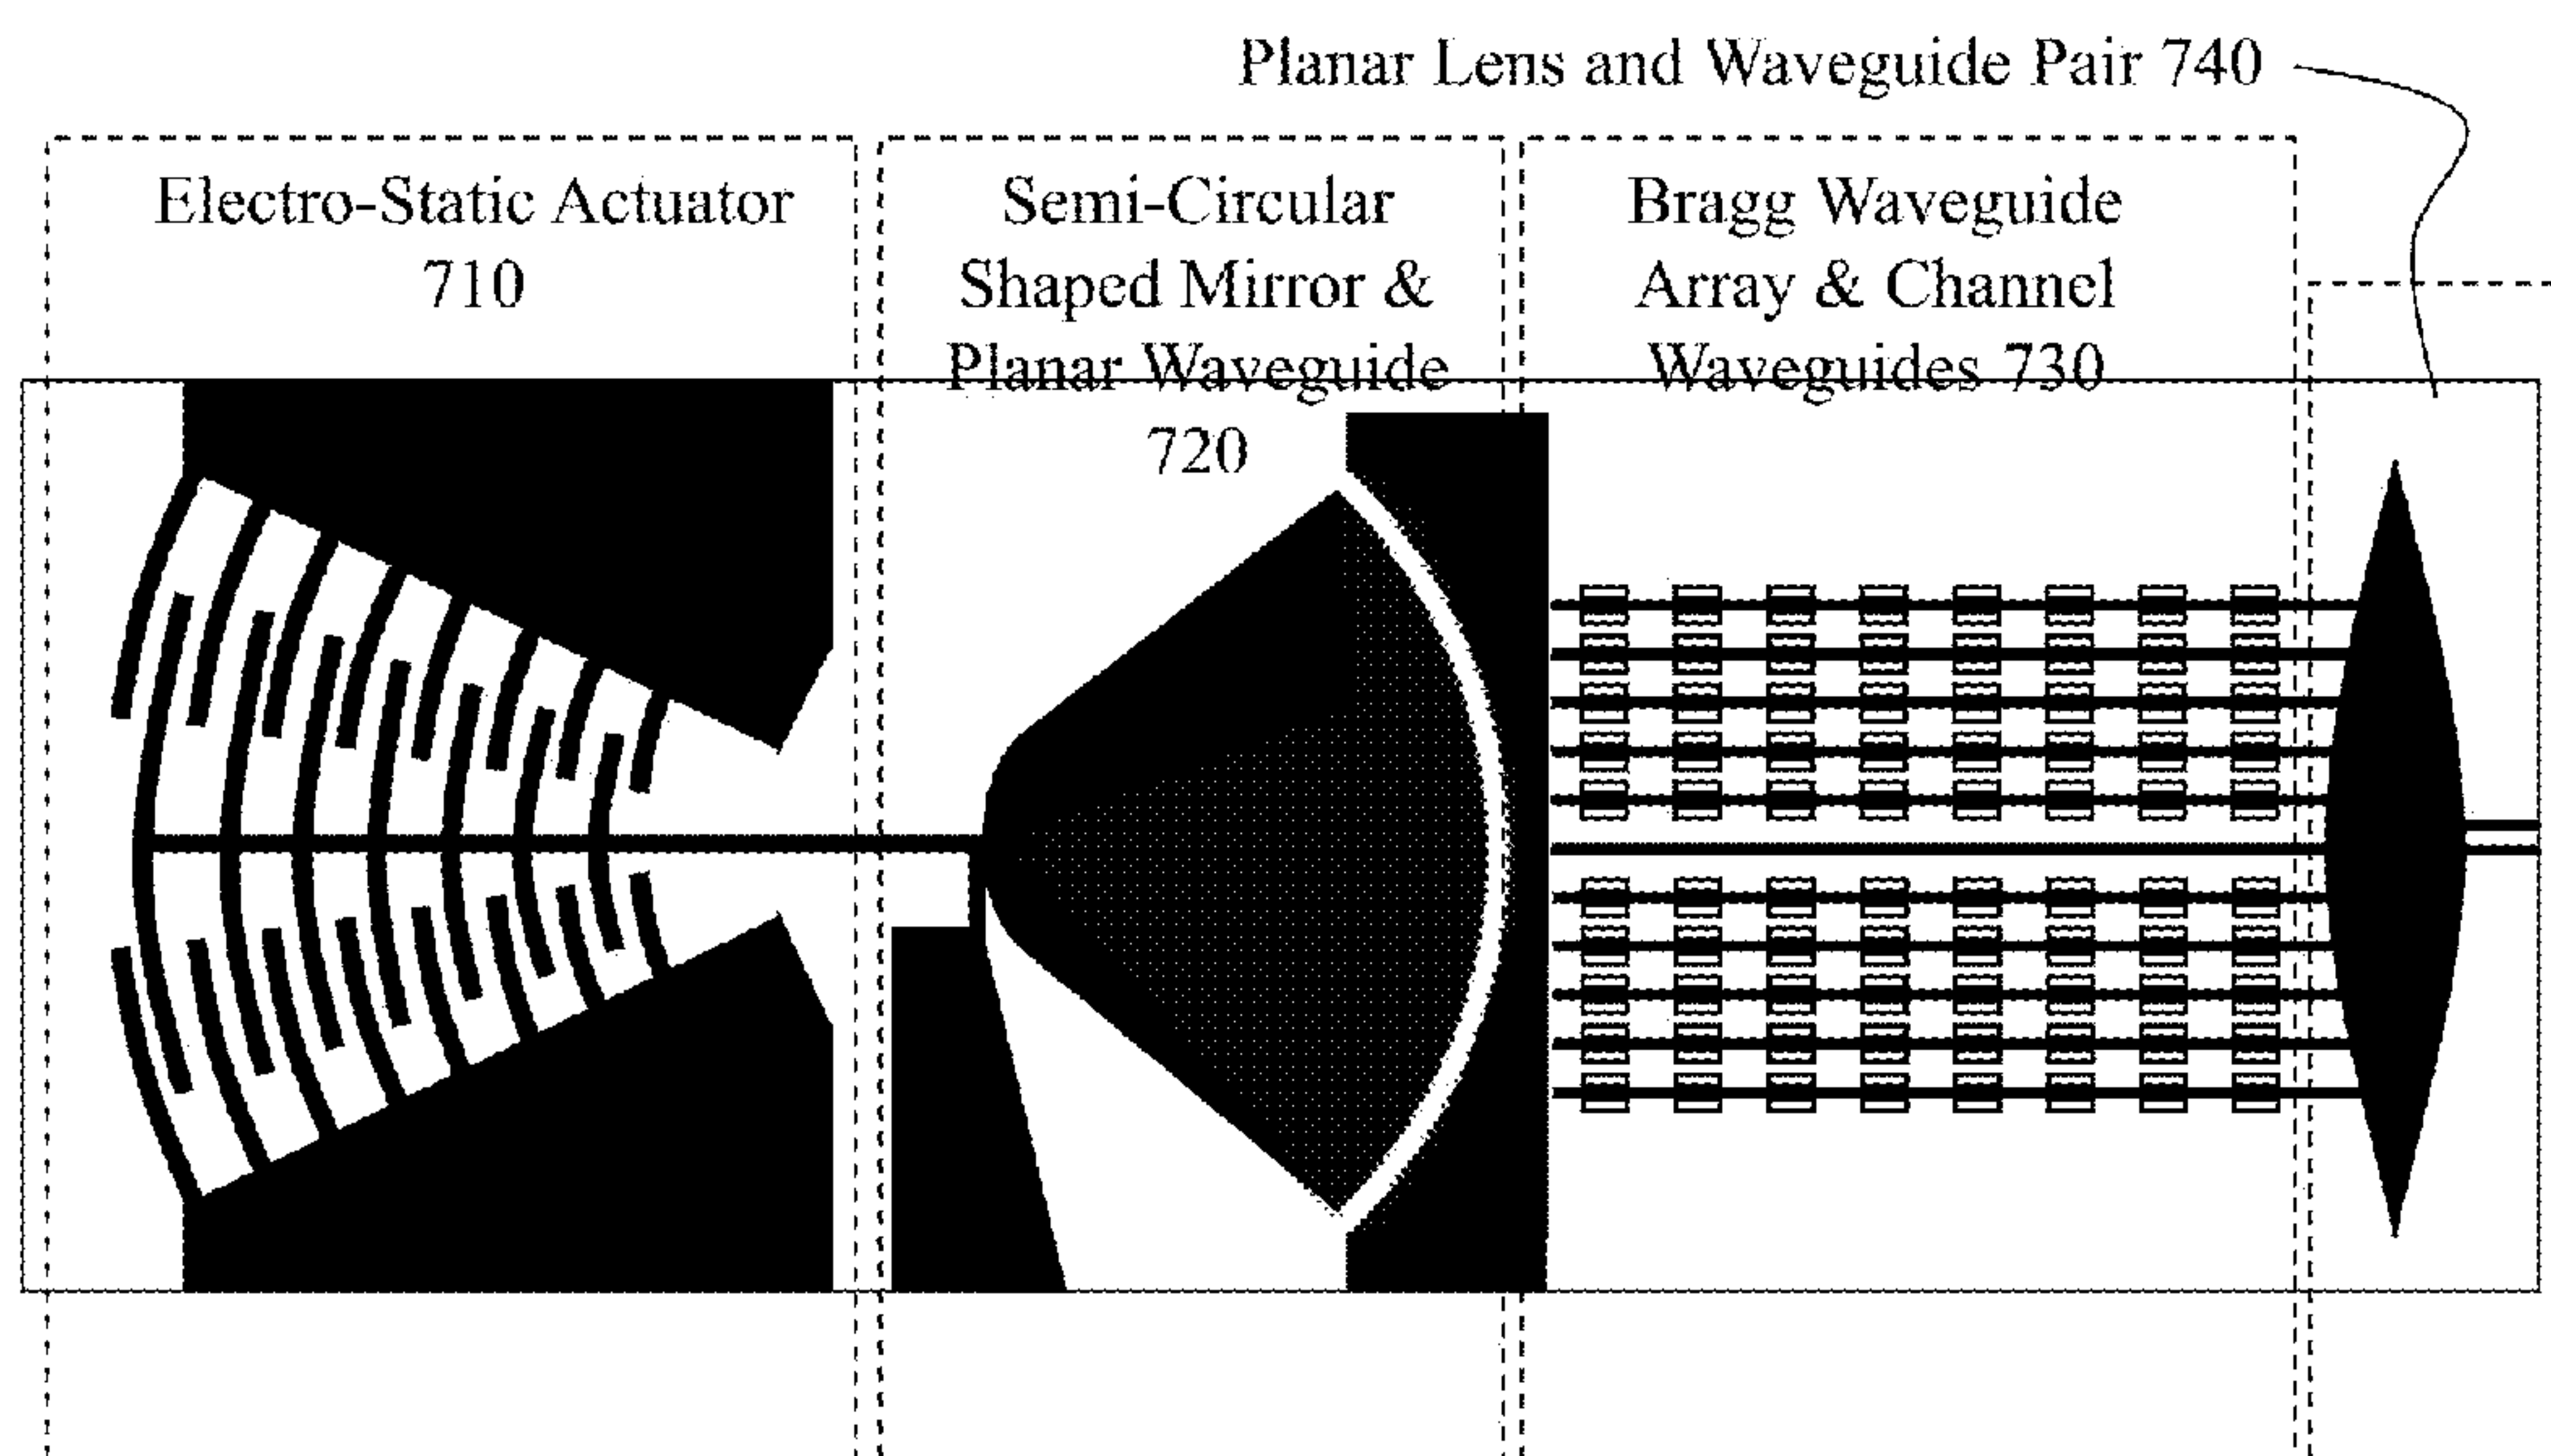 Planar Lens and Waveguide Pair 740
Electro-Static Actuator
710
Semi-Circular
Shaped Mirror &
Planar Waveguide
720
Bragg Waveguide
Array & Channel
Waveguides 730